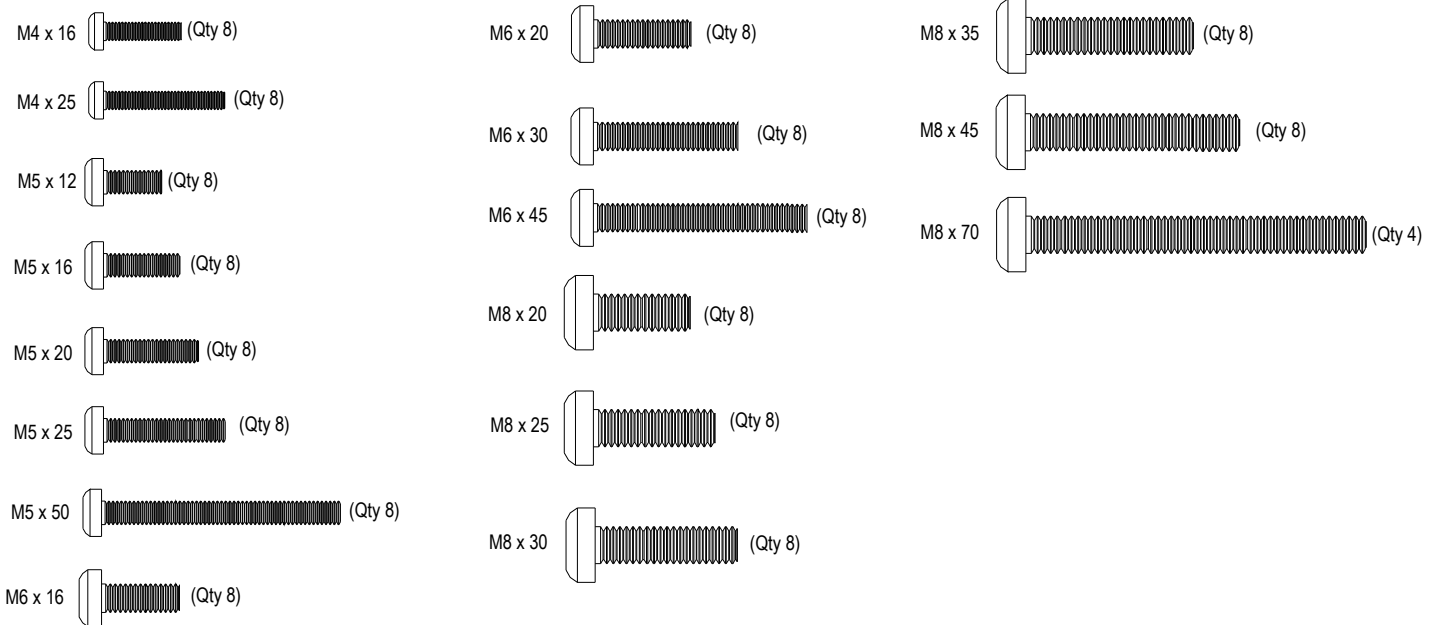 M4 x 16 (Qty 8)
M4 x 25 (Qty 8)
M5 x 12 (Qty 8)
M5 x 16 (Qty 8)
M5 x 20 (Qty 8)
M5 x 25 (Qty 8)
M5 x 50 (Qty 8)
M6 x 16 (Qty 8)
M6 x 20 (Qty 8)
M6 x 30 (Qty 8)
M6 x 45 (Qty 8)
M8 x 20 (Qty 8)
M8 x 25 (Qty 8)
M8 x 30 (Qty 8)
M8 x 35 (Qty 8)
M8 x 45 (Qty 8)
M8 x 70 (Qty 4)